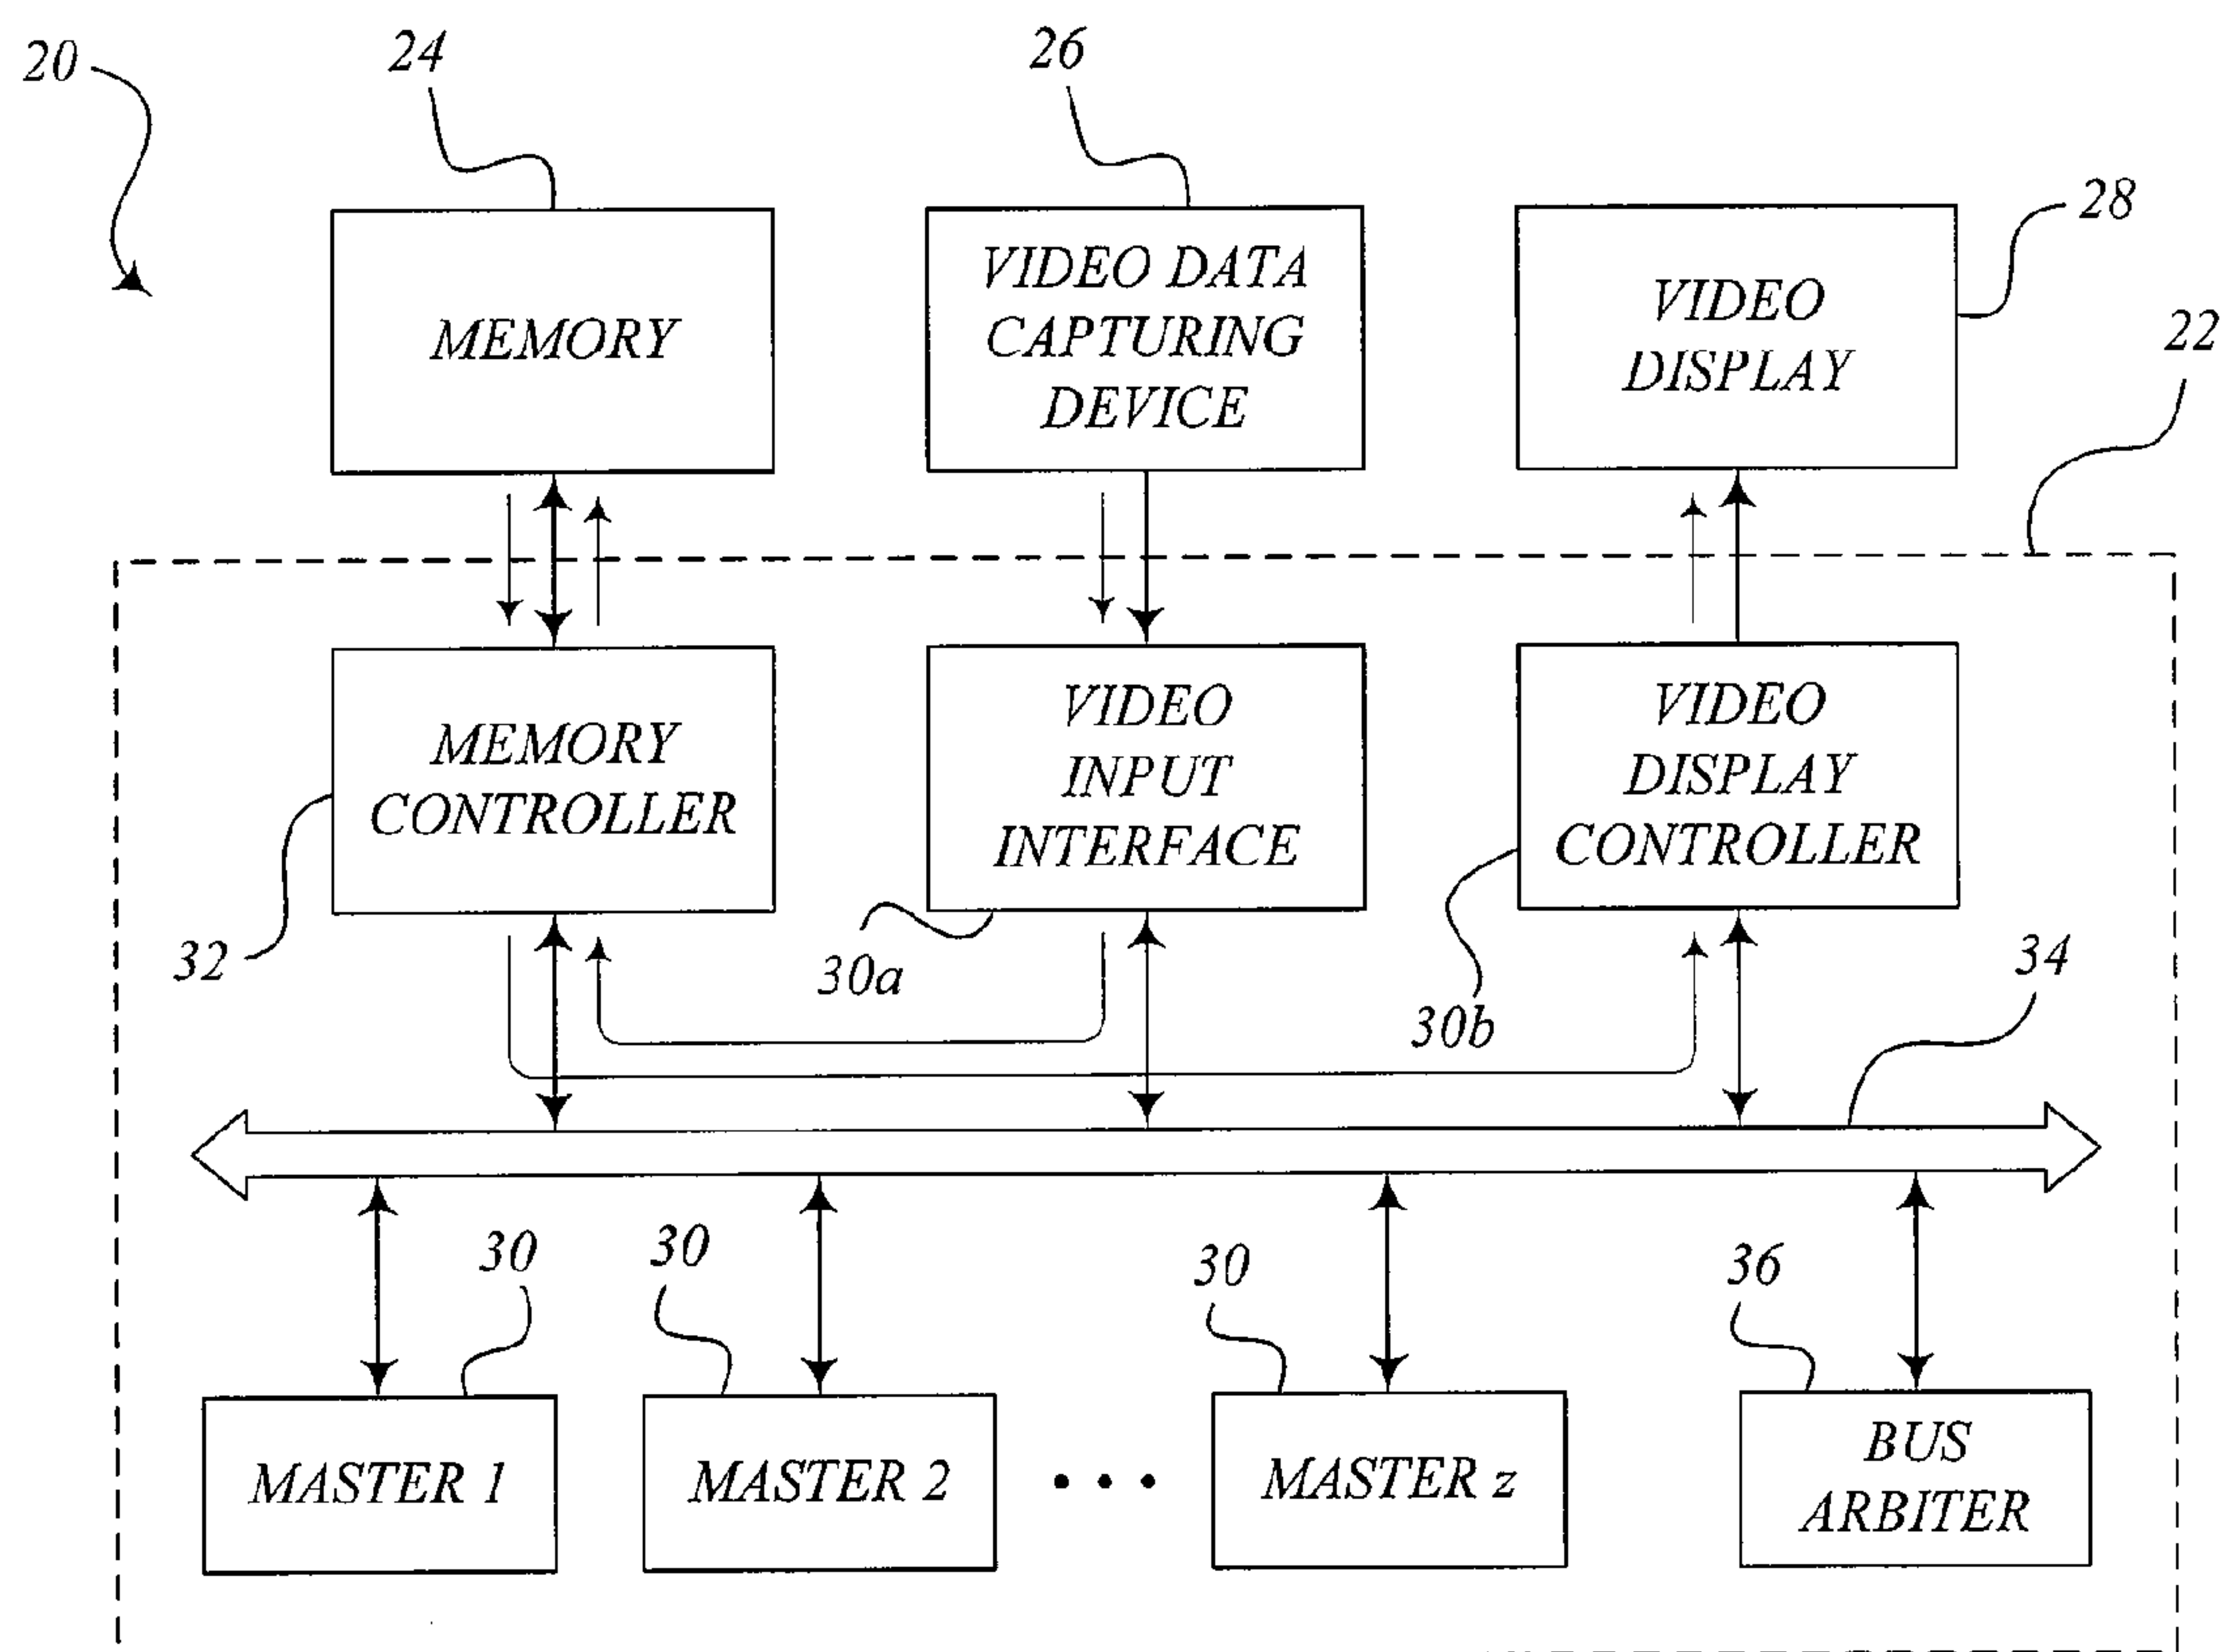 20
24
26
28
22
MEMORY
VIDEO DATA
CAPTURING
DEVICE
VIDEO
DISPLAY
MEMORY
CONTROLLER
VIDEO
INPUT
INTERFACE
VIDEO
DISPLAY
CONTROLLER
32
30a
30b
34
30
30
30
36
MASTER 1
MASTER 2
• • •
MASTER z
BUS
ARBITER